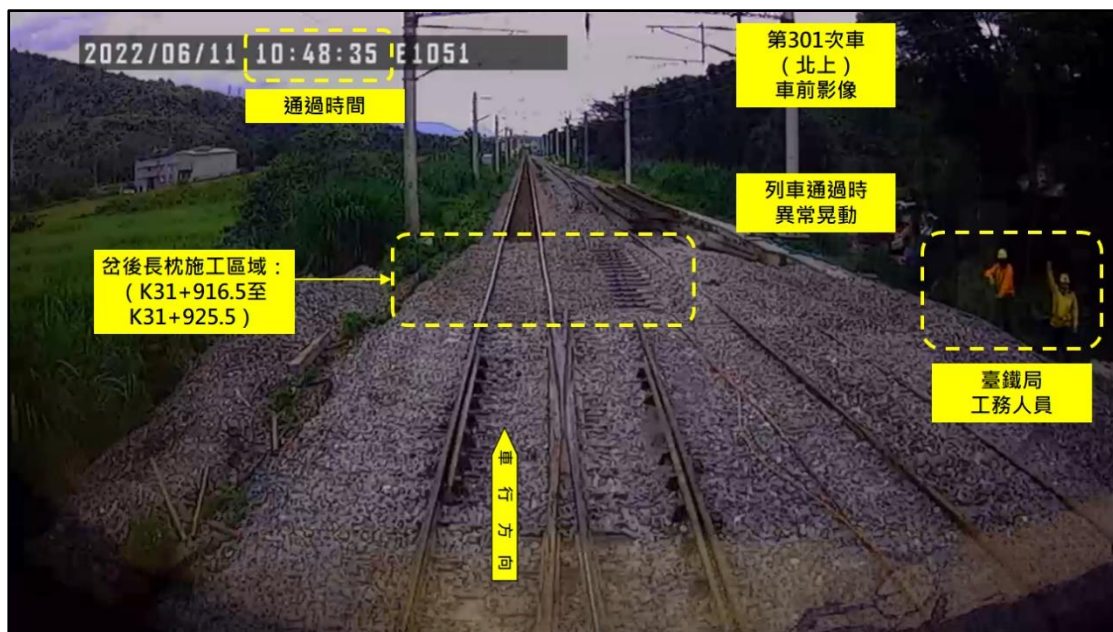 2022/06/11 10:48:35 E1051
通過時間
第301次車
（北上）
車前影像
列車通過時
異常晃動
岔後長枕施工區域：
（K31+916.5至
K31+925.5）
臺鐵局
工務人員
車行方向